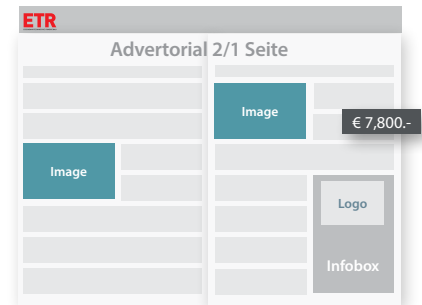 ETR
Advertorial 2/1 Seite
Image
€ 7,800.-
Image
Logo
Infobox